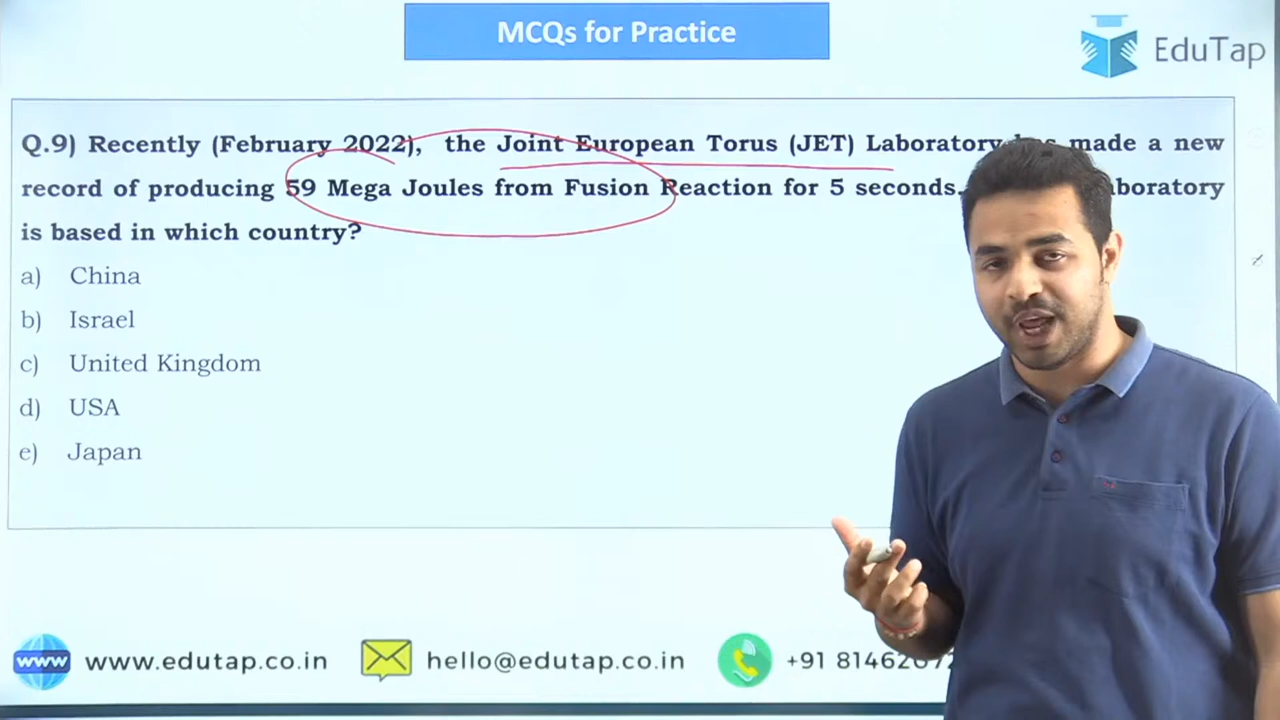 MCQs for Practice
EduTap
Q.9) Recently (February 2022), the Joint European Torus (JET) Laboratory has made a new
record of producing 59 Mega Joules from Fusion Reaction for 5 seconds. aboratory
is based in which country?
a) China
b) Israel
c) United Kingdom
d) USA
e) Japan
www www.edutap.co.in hello@edutap.co.in +91 814620